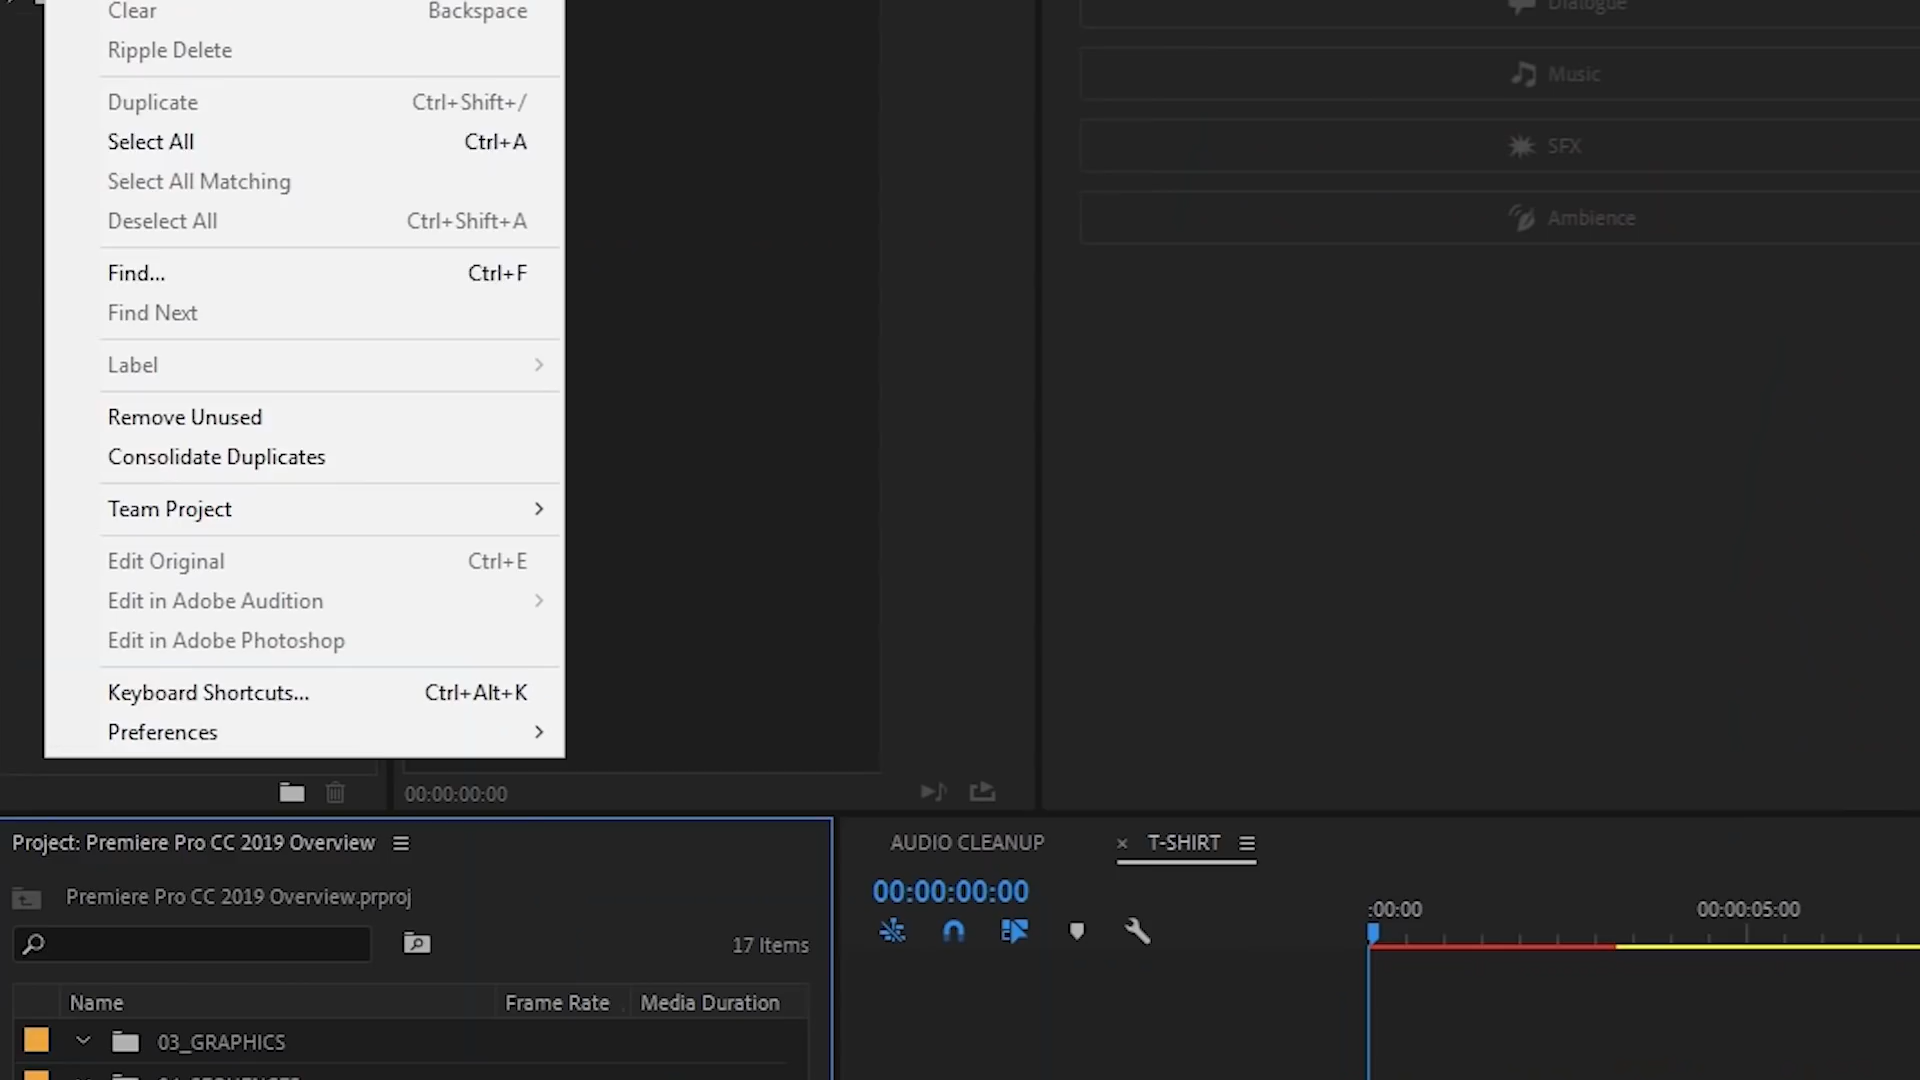 Clear Backspace
Ripple Delete
Duplicate Ctrl+Shift+/
Select All Ctrl+A
Select All Matching
Deselect All Ctrl+Shift+A
Find... Ctrl+F
Find Next
Label
Remove Unused
Consolidate Duplicates
Team Project
Edit Original Ctrl+E
Edit in Adobe Audition
Edit in Adobe Photoshop
Keyboard Shortcuts... Ctrl+Alt+K
Preferences
Dialogue
Music
SFX
Ambience
00:00:00:00
Project: Premiere Pro CC 2019 Overview
Premiere Pro CC 2019 Overview.prproj
17 Items
Name Frame Rate Media Duration
03_GRAPHICS
AUDIO CLEANUP × T-SHIRT
00:00:00:00
:00:00 00:00:05:00